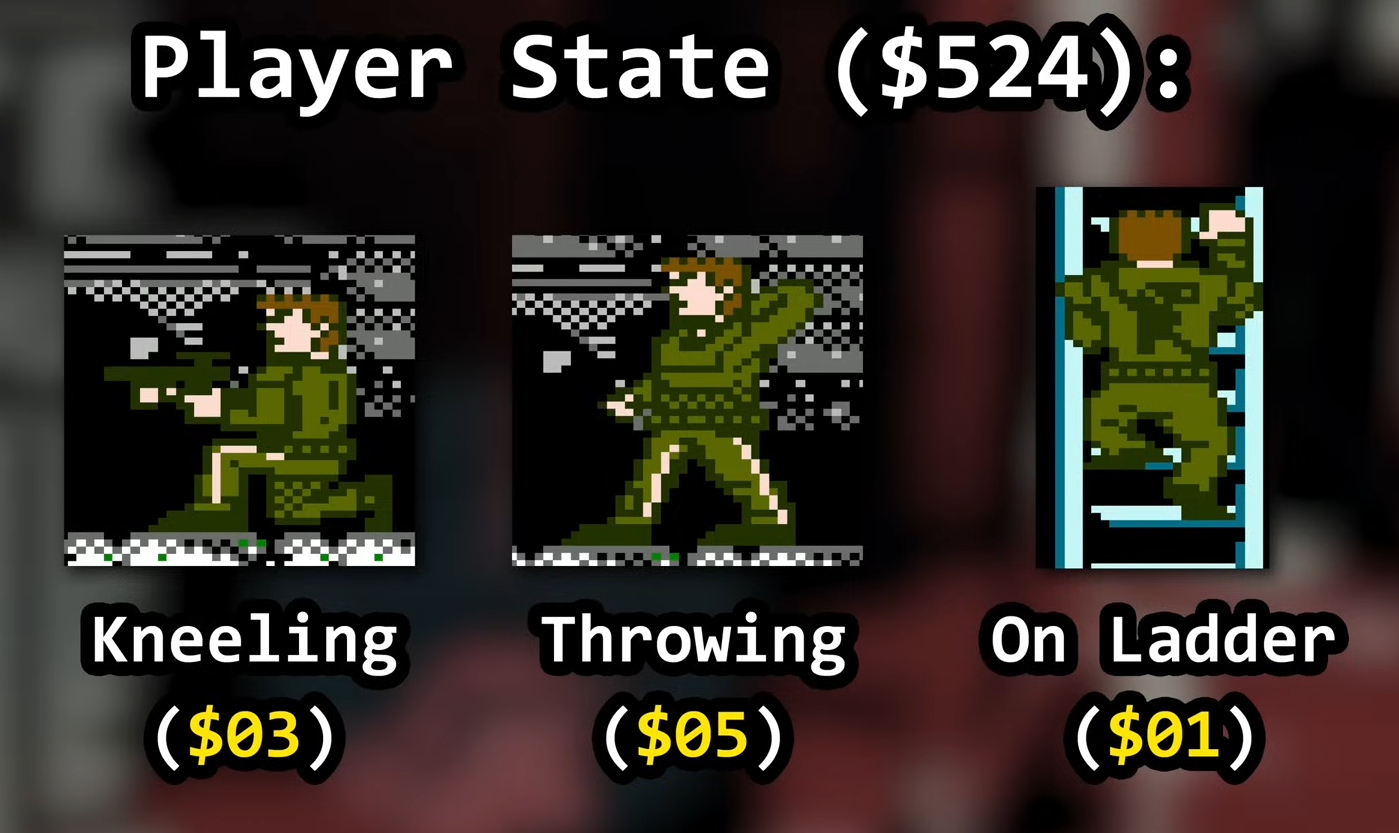 Player State ($524):
Kneeling Throwing On Ladder
($03) ($05) ($01)